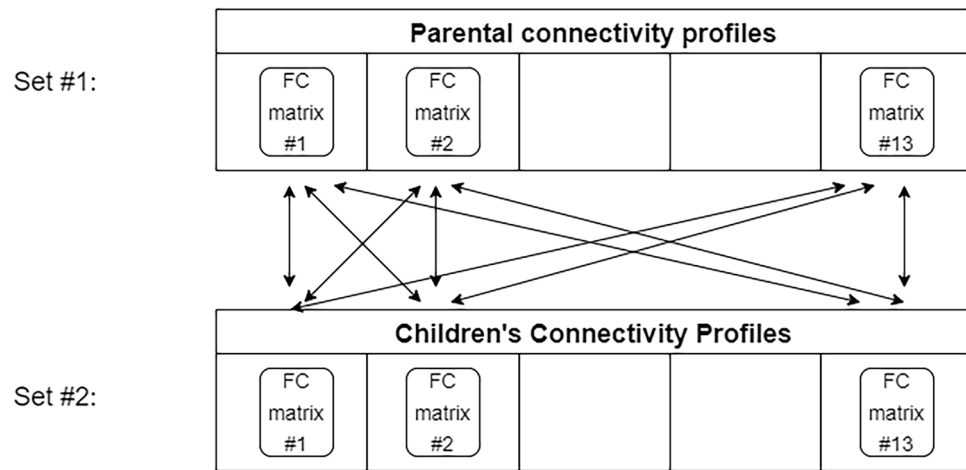 Parental connectivity profiles
Set #1:
FC
matrix
#1
FC
matrix
#2
FC
matrix
#13
Children's Connectivity Profiles
Set #2:
FC
matrix
#1
FC
matrix
#2
FC
matrix
#13